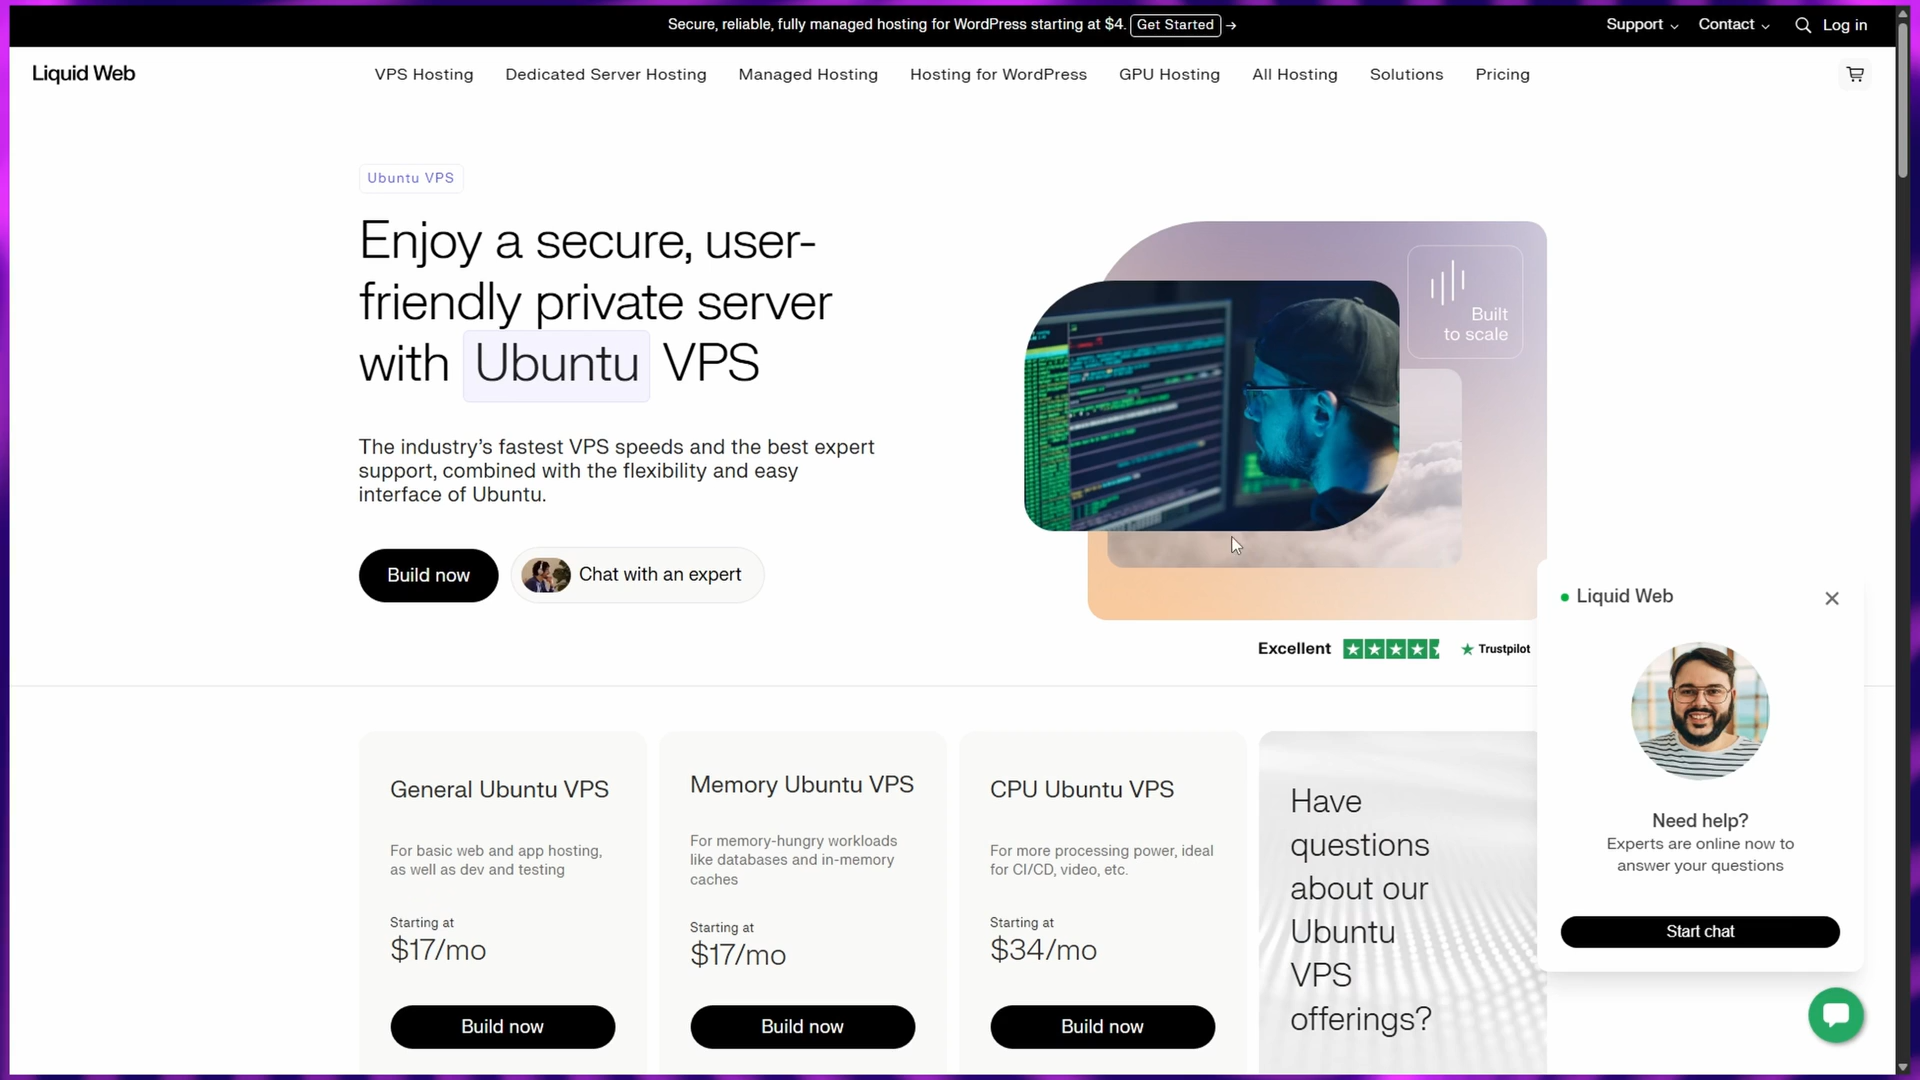 Secure, reliable, fully managed hosting for WordPress starting at $4. Get Started →
Support
Contact
Log in
Liquid Web
VPS Hosting
Dedicated Server Hosting
Managed Hosting
Hosting for WordPress
GPU Hosting
All Hosting
Solutions
Pricing
Ubuntu VPS
Enjoy a secure, user-
friendly private server
with Ubuntu VPS
The industry’s fastest VPS speeds and the best expert
support, combined with the flexibility and easy
interface of Ubuntu.
Build now
Chat with an expert
Built
to scale
Excellent
Trustpilot
General Ubuntu VPS
For basic web and app hosting,
as well as dev and testing
Starting at
$17/mo
Build now
Memory Ubuntu VPS
For memory-hungry workloads
like databases and in-memory
caches
Starting at
$17/mo
Build now
CPU Ubuntu VPS
For more processing power, ideal
for CI/CD, video, etc.
Starting at
$34/mo
Build now
Have
questions
about our
Ubuntu
VPS
offerings?
Liquid Web
Need help?
Experts are online now to
answer your questions
Start chat